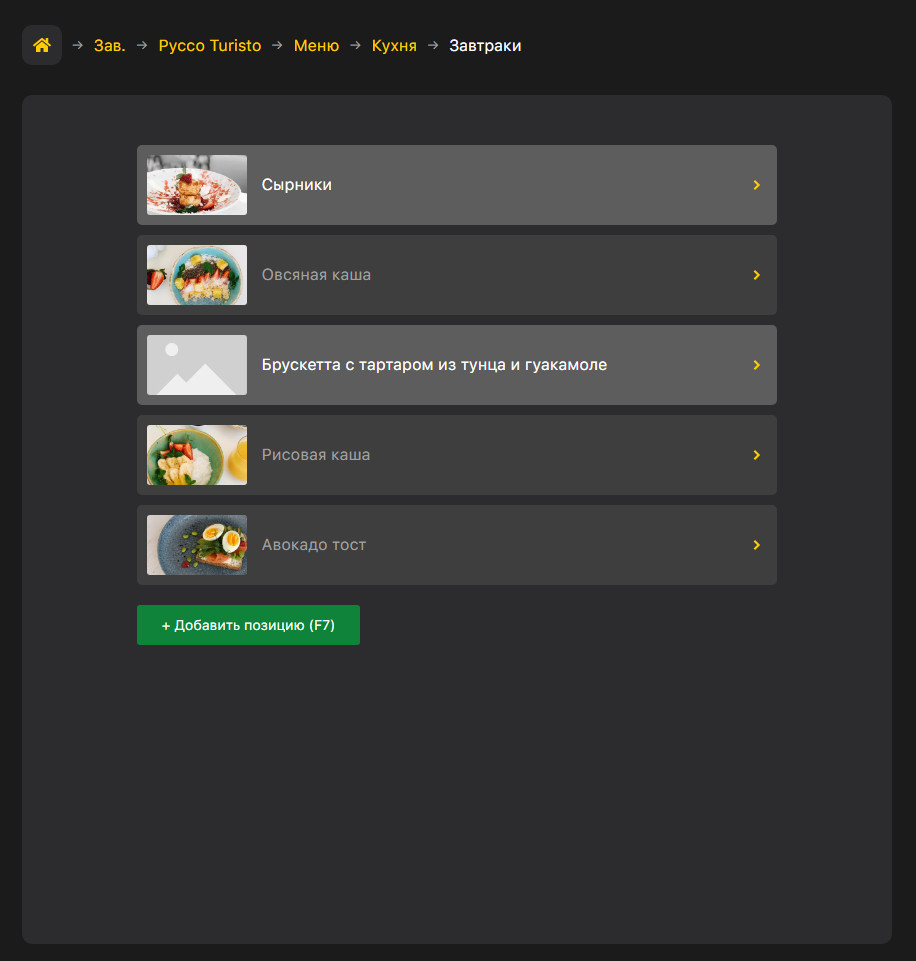 Зав. → Руссо Turisto → Меню → Кухня → Завтраки
Сырники
Овсяная каша
Брускетта с тартаром из тунца и гуакамоле
Рисовая каша
Авокадо тост
+ Добавить позицию (F7)